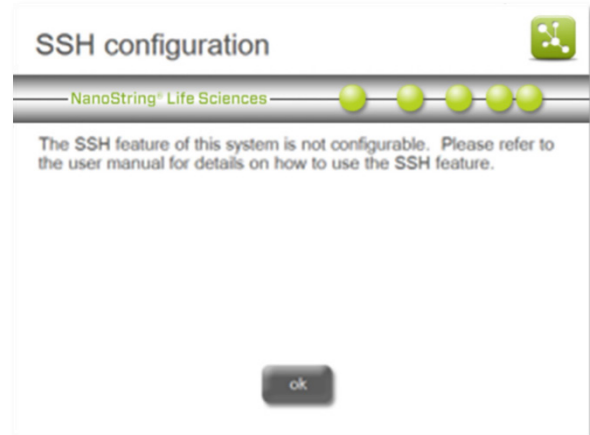 SSH configuration
NanoString® Life Sciences
The SSH feature of this system is not configurable.  Please refer to
the user manual for details on how to use the SSH feature.
ok